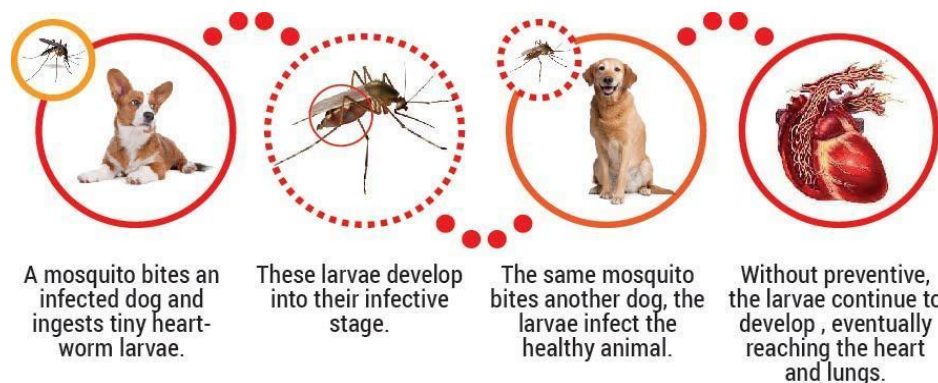 A mosquito bites an
infected dog and
ingests tiny heart-
worm larvae.
These larvae develop
into their infective
stage.
The same mosquito
bites another dog, the
larvae infect the
healthy animal.
Without preventive,
the larvae continue to
develop , eventually
reaching the heart
and lungs.